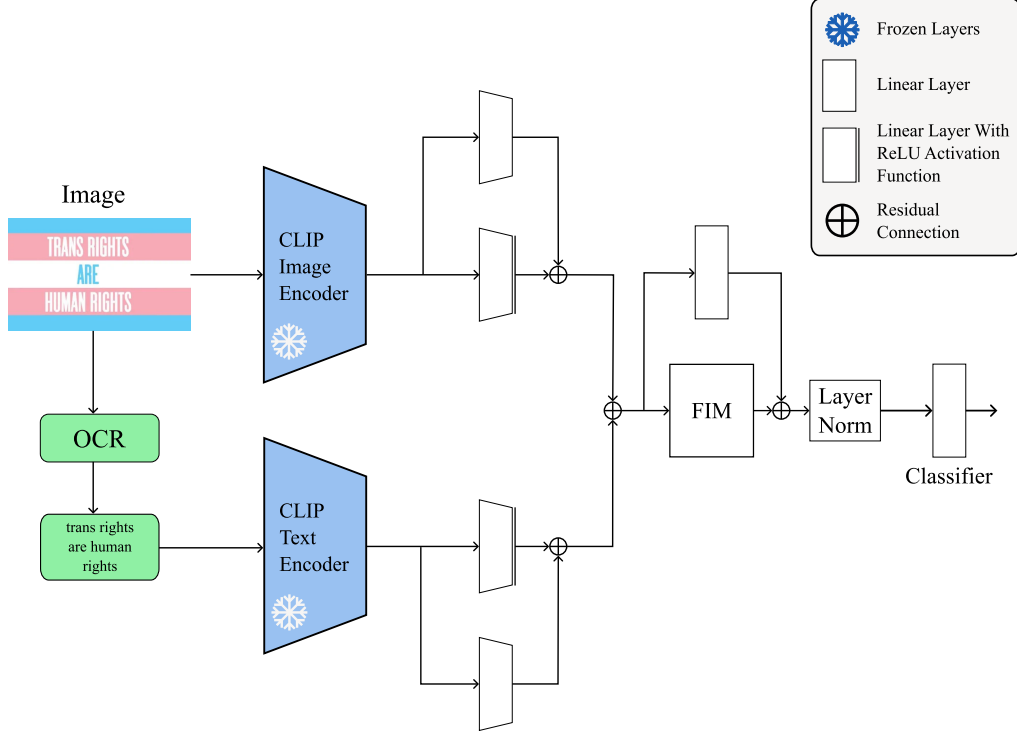 Image
TRANS RIGHTS
ARE
HUMAN RIGHTS
OCR
trans rights
are human
rights
CLIP
Image
Encoder
CLIP
Text
Encoder
FIM
Layer
Norm
Classifier
Frozen Layers
Linear Layer
Linear Layer With
ReLU Activation
Function
Residual
Connection